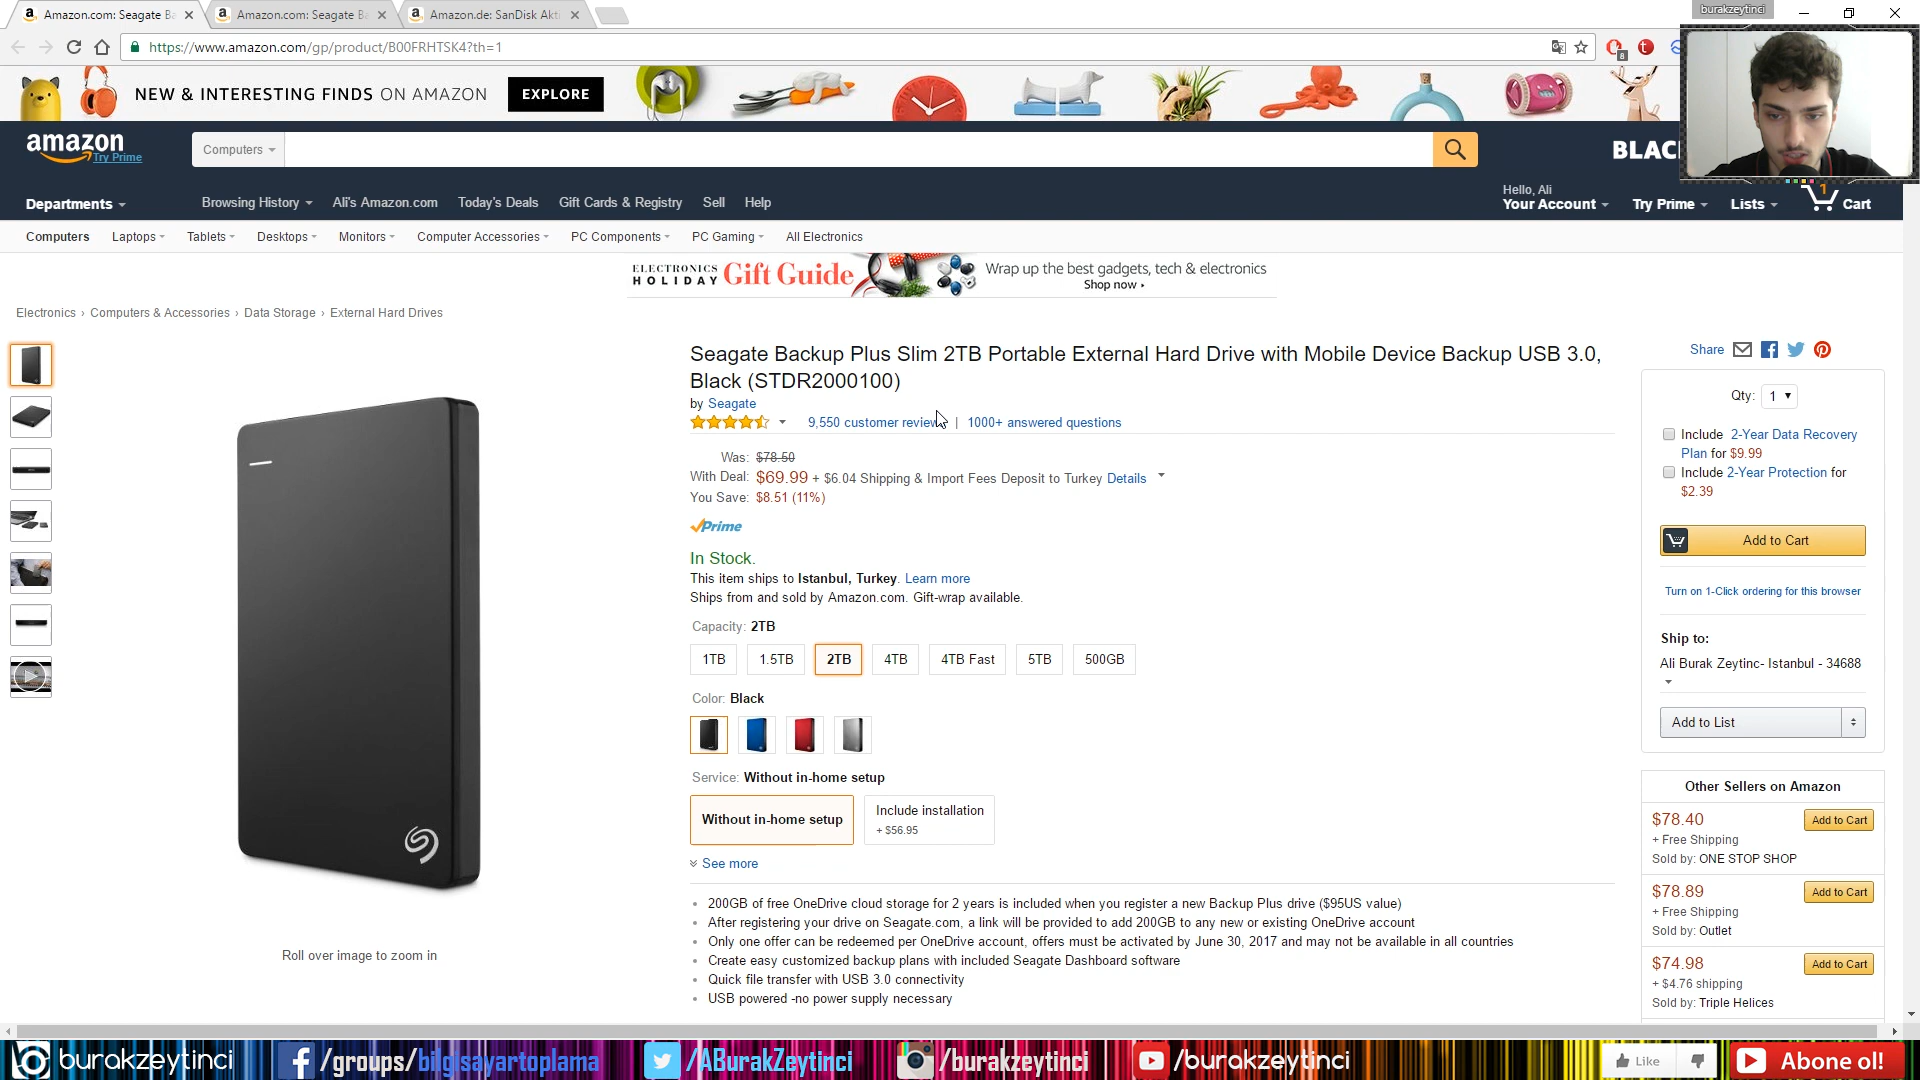 Amazon.com: Seagate Ba
Amazon.com: Seagate Ba
Amazon.de: SanDisk Akt
burakzeytinci
https://www.amazon.com/gp/product/B00FRHTSK4?th=1
8
NEW & INTERESTING FINDS ON AMAZON
EXPLORE
amazon
Try Prime
Computers
BLAC
Departments
Browsing History
Ali's Amazon.com
Today's Deals
Gift Cards & Registry
Sell
Help
Hello, Ali
Your Account
Try Prime
Lists
1
Cart
Computers
Laptops
Tablets
Desktops
Monitors
Computer Accessories
PC Components
PC Gaming
All Electronics
ELECTRONICS
HOLIDAY
Gift Guide
Wrap up the best gadgets, tech & electronics
Shop now ›
Electronics › Computers & Accessories › Data Storage › External Hard Drives
Seagate Backup Plus Slim 2TB Portable External Hard Drive with Mobile Device Backup USB 3.0,
Black (STDR2000100)
by Seagate
9,550 customer review | 1000+ answered questions
Was: $78.50
With Deal: $69.99 + $6.04 Shipping & Import Fees Deposit to Turkey Details
You Save: $8.51 (11%)
Prime
In Stock.
This item ships to Istanbul, Turkey. Learn more
Ships from and sold by Amazon.com. Gift-wrap available.
Capacity: 2TB
1TB
1.5TB
2TB
4TB
4TB Fast
5TB
500GB
Color: Black
Service: Without in-home setup
Without in-home setup
Include installation
+ $56.95
See more
• 200GB of free OneDrive cloud storage for 2 years is included when you register a new Backup Plus drive ($95US value)
• After registering your drive on Seagate.com, a link will be provided to add 200GB to any new or existing OneDrive account
• Only one offer can be redeemed per OneDrive account, offers must be activated by June 30, 2017 and may not be available in all countries
• Create easy customized backup plans with included Seagate Dashboard software
• Quick file transfer with USB 3.0 connectivity
• USB powered -no power supply necessary
Roll over image to zoom in
Share
Qty: 1
Include 2-Year Data Recovery
Plan for $9.99
Include 2-Year Protection for
$2.39
Add to Cart
Turn on 1-Click ordering for this browser
Ship to:
Ali Burak Zeytinc- Istanbul - 34688
Add to List
Other Sellers on Amazon
$78.40
Add to Cart
+ Free Shipping
Sold by: ONE STOP SHOP
$78.89
Add to Cart
+ Free Shipping
Sold by: Outlet
$74.98
Add to Cart
+ $4.76 shipping
Sold by: Triple Helices
burakzeytinci
/groups/bilgisayartoplama
/ABurakZeytinci
/burakzeytinci
/burakzeytinci
Like
Abone ol!